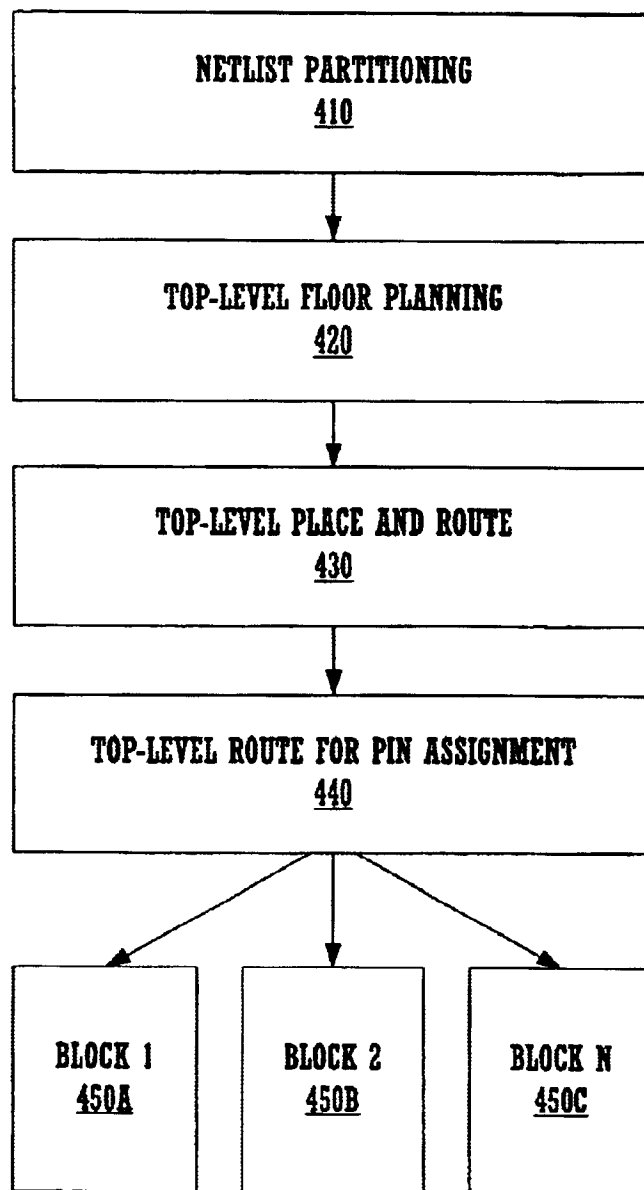 NETLIST PARTITIONING
410
TOP-LEVEL FLOOR PLANNING
420
TOP-LEVEL PLACE AND ROUTE
430
TOP-LEVEL ROUTE FOR PIN ASSIGNMENT
440
BLOCK 1
450A
BLOCK 2
450B
BLOCK N
450C